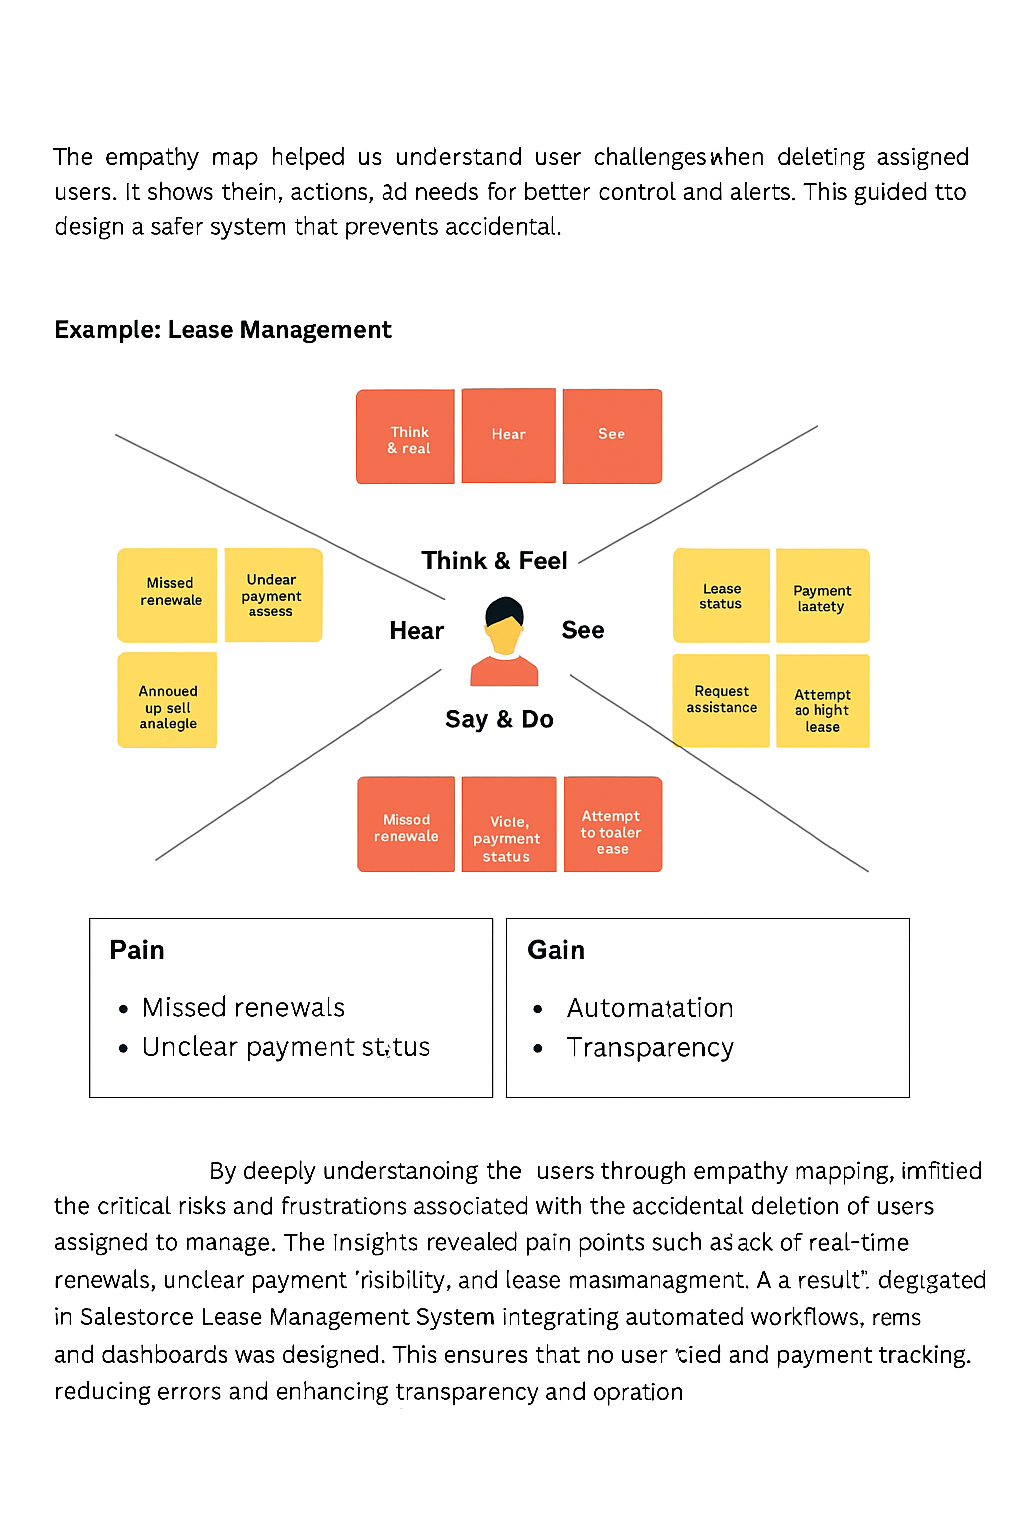 The empathy map helped us understand user challenges when deleting assigned
users. It shows thein, actions, ad needs for better control and alerts. This guided tto
design a safer system that prevents accidental.
Example: Lease Management
Think
& real
Hear
See
Think & Feel
Hear
See
Say & Do
Missed
renewale
Undear
payment
assess
Annoued
up sell
analegle
Lease
status
Payment
laatety
Request
assistance
Attempt
ao hight
lease
Missod
renewale
Vicle,
payrment
status
Attempt
to toaler
ease
Pain
• Missed renewals
• Unclear payment status
Gain
• Automatation
• Transparency
By deeply understanoing the users through empathy mapping, imfitied
the critical risks and frustrations associated with the accidental deletion of users
assigned to manage. The Insights revealed pain points such as ack of real-time
renewals, unclear payment 'risibility, and lease masımanagment. A a result”. degıgated
in Salestorce Lease Management System integrating automated workflows, rems
and dashboards was designed. This ensures that no user cied and payment tracking.
reducing errors and enhancing transparency and opration